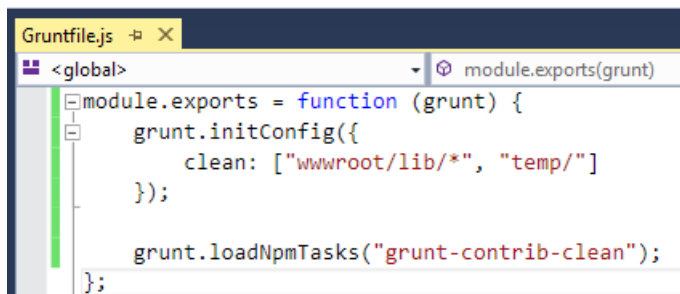 Gruntfile.js
<global> module.exports(grunt)
module.exports = function (grunt) {
    grunt.initConfig({
        clean: ["wwwroot/lib/*", "temp/"]
    });
    grunt.loadNpmTasks("grunt-contrib-clean");
};